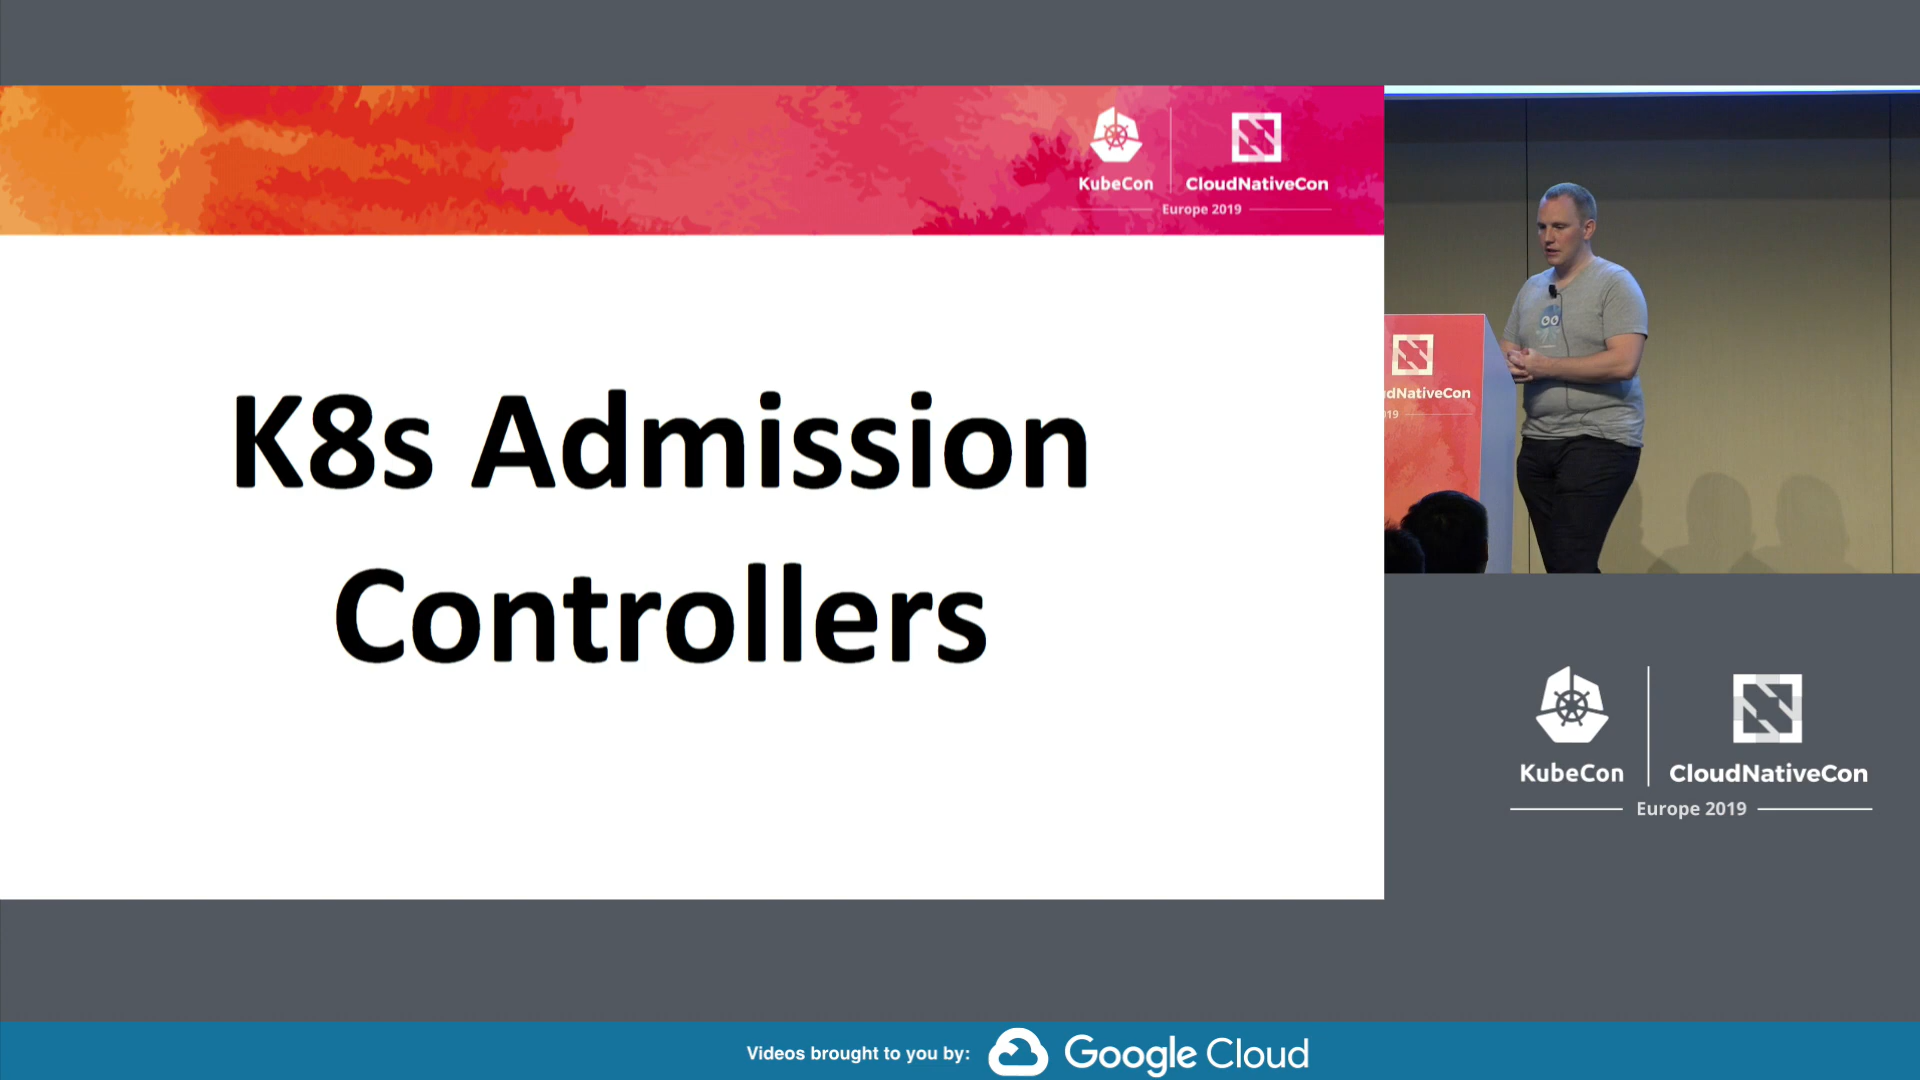 KubeCon
CloudNativeCon
Europe 2019
K8s Admission
Controllers
dNativeCon
019
KubeCon
CloudNativeCon
Europe 2019
Videos brought to you by:
Google Cloud